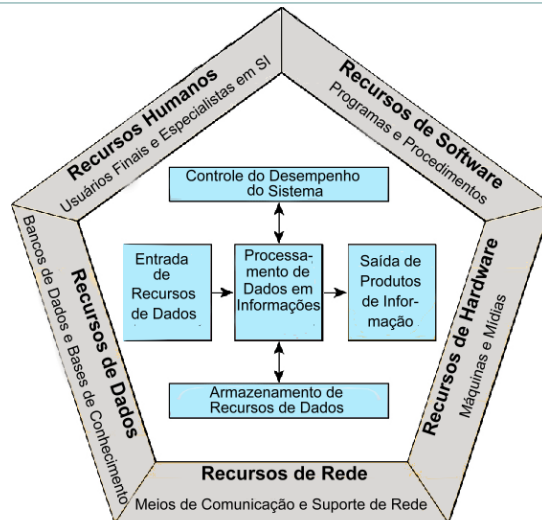 Recursos Humanos
Usuários Finais e Especialistas em SI
Recursos de Software
Programas e Procedimentos
Controle do Desempenho
do Sistema
Entrada
de
Recursos
de Dados
Processa-
mento de
Dados em
Informações
Saída de
Produtos
de Infor-
mação
Armazenamento de
Recursos de Dados
Recursos de Dados
Bancos de Dados e Bases de Conhecimento
Recursos de Hardware
Máquinas e Mídias
Recursos de Rede
Meios de Comunicação e Suporte de Rede